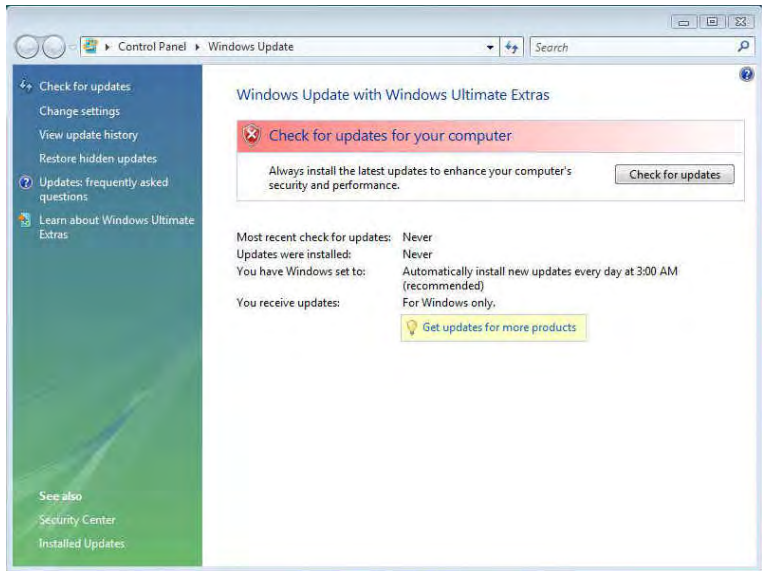 Control Panel ▸ Windows Update
Search
Check for updates
Change settings
View update history
Restore hidden updates
Updates: frequently asked
questions
Learn about Windows Ultimate
Extras
See also
Security Center
Installed Updates
Windows Update with Windows Ultimate Extras
Check for updates for your computer
Always install the latest updates to enhance your computer's
security and performance.
Check for updates
Most recent check for updates: Never
Updates were installed: Never
You have Windows set to: Automatically install new updates every day at 3:00 AM
(recommended)
You receive updates: For Windows only.
Get updates for more products